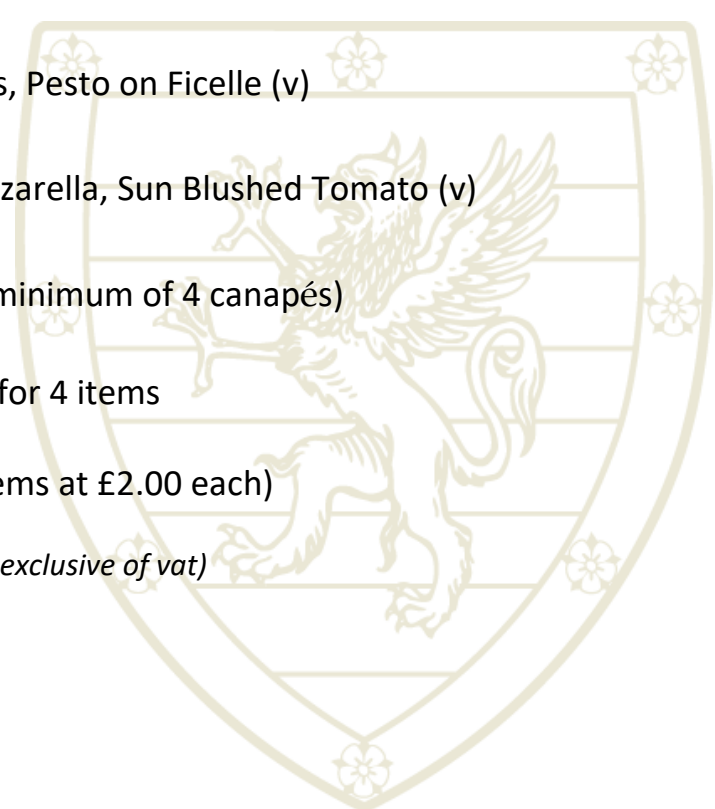 s, Pesto on Ficelle (v)
zarella, Sun Blushed Tomato (v)
minimum of 4 canapés)
for 4 items
ems at £2.00 each)
exclusive of vat)